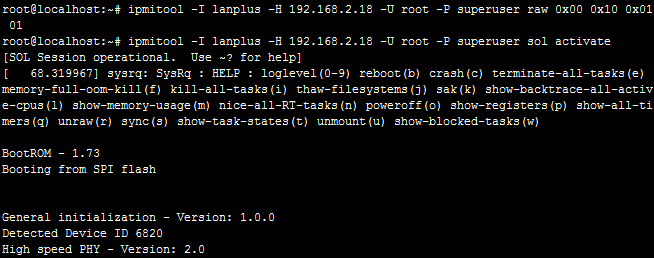 root@localhost:~# ipmitool -I lanplus -H 192.168.2.18 -U root -P superuser raw 0x00 0x10 0x01
01
root@localhost:~# ipmitool -I lanplus -H 192.168.2.18 -U root -P superuser sol activate
[SOL Session operational.  Use ~? for help]
[   68.319967] sysrq: SysRq : HELP : loglevel(0-9) reboot(b) crash(c) terminate-all-tasks(e)
memory-full-oom-kill(f) kill-all-tasks(i) thaw-filesystems(j) sak(k) show-backtrace-all-activ
e-cpus(l) show-memory-usage(m) nice-all-RT-tasks(n) poweroff(o) show-registers(p) show-all-ti
mers(q) unraw(r) sync(s) show-task-states(t) unmount(u) show-blocked-tasks(w)
BootROM - 1.73
Booting from SPI flash
General initialization - Version: 1.0.0
Detected Device ID 6820
High speed PHY - Version: 2.0